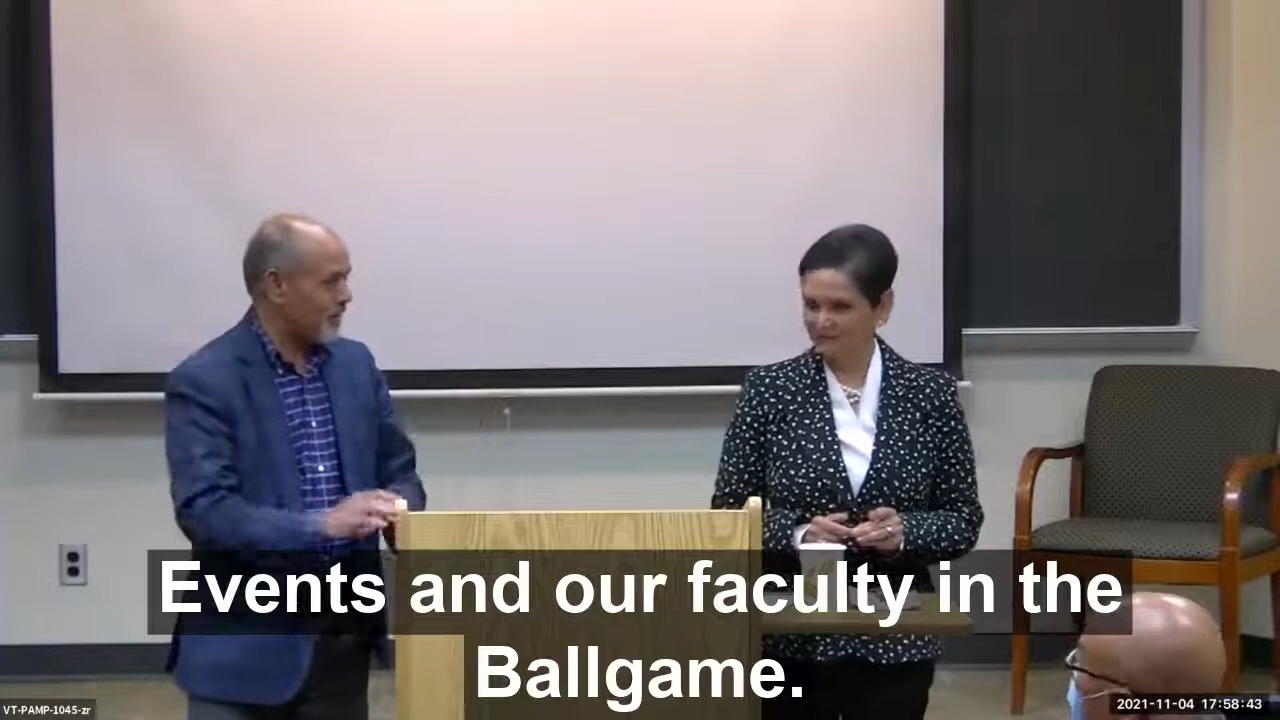 Events and our faculty in the
Ballgame.
VT-PAMP-1045-zr
2021-11-04 17:58:43